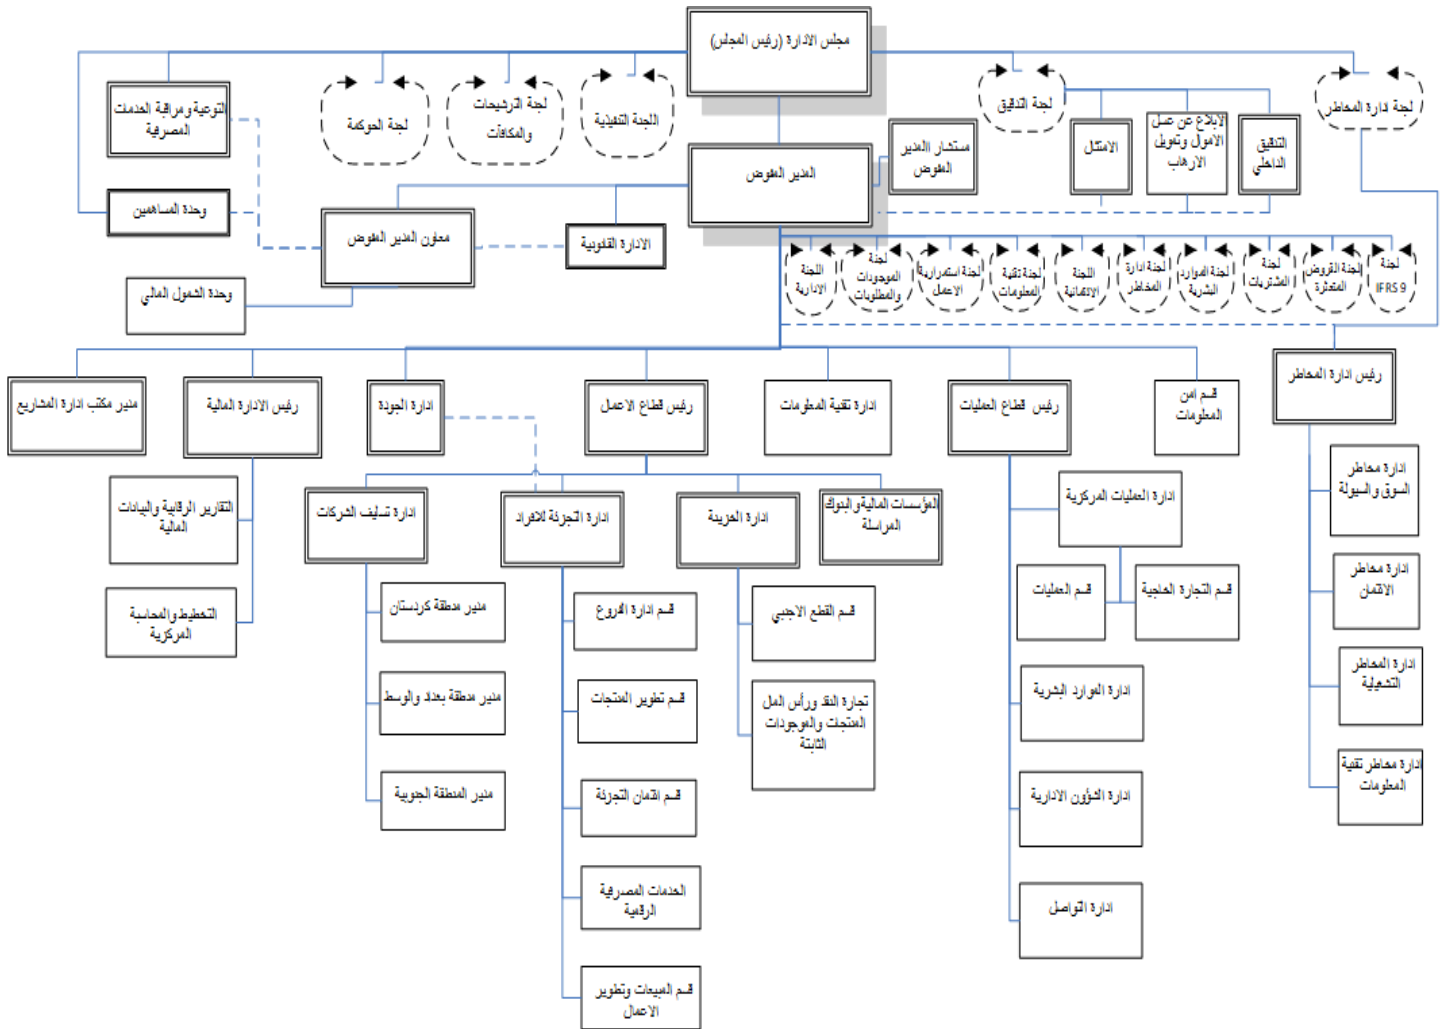 مجلس الادارة (رئيس المجلس)
لجنة ادارة المخاطر
لجنة التدقيق
اللجنة التنفيذية
لجنة الترشيحات
والمكافآت
لجنة الحوكمة
التوعية ومراقبة الخدمات
المصرفية
التدقيق
الداخلي
الابلاغ عن غسل
الاموال وتمويل
الارهاب
الامتثال
مستشار المدير
المفوض
المدير المفوض
وحدة المساهمين
معاون المدير المفوض
الادارة القانونية
وحدة الشمول المالي
لجنة
IFRS 9
لجنة القروض
المتعثرة
لجنة
المشتريات
لجنة الموارد
البشرية
لجنة ادارة
المخاطر
اللجنة
الائتمانية
لجنة تقنية
المعلومات
لجنة استمرارية
الاعمال
لجنة
الموجودات
والمطلوبات
اللجنة
الادارية
رئيس ادارة المخاطر
قسم امن
المعلومات
رئيس قطاع العمليات
ادارة تقنية المعلومات
رئيس قطاع الاعمال
ادارة الجودة
رئيس الادارة المالية
مدير مكتب ادارة المشاريع
ادارة مخاطر
السوق والسيولة
ادارة مخاطر
الائتمان
ادارة المخاطر
التشغيلية
ادارة مخاطر تقنية
المعلومات
ادارة العمليات المركزية
قسم التجارة الخاجية
قسم العمليات
ادارة الموارد البشرية
ادارة الشؤون الادارية
ادارة التواصل
المؤسسات المالية والبنوك
المراسلة
ادارة الخزينة
ادارة التجزئة للافراد
ادارة تسليف الشركات
قسم القطع الاجنبي
تجارة النقد ورأس المل
المنتجات والموجودات
الثابتة
قسم ادارة الفروع
قسم تطوير المنتجات
قسم ائتمان التجزئة
الخدمات المصرفية
الرقمية
قسم المبيعات وتطوير
الاعمال
مدير منطقة كردستان
مدير منطقة بغداد والوسط
مدير المنطقة الجنوبية
التقارير الرقابية والبيانات
المالية
التخطيط والمحاسبة
المركزية